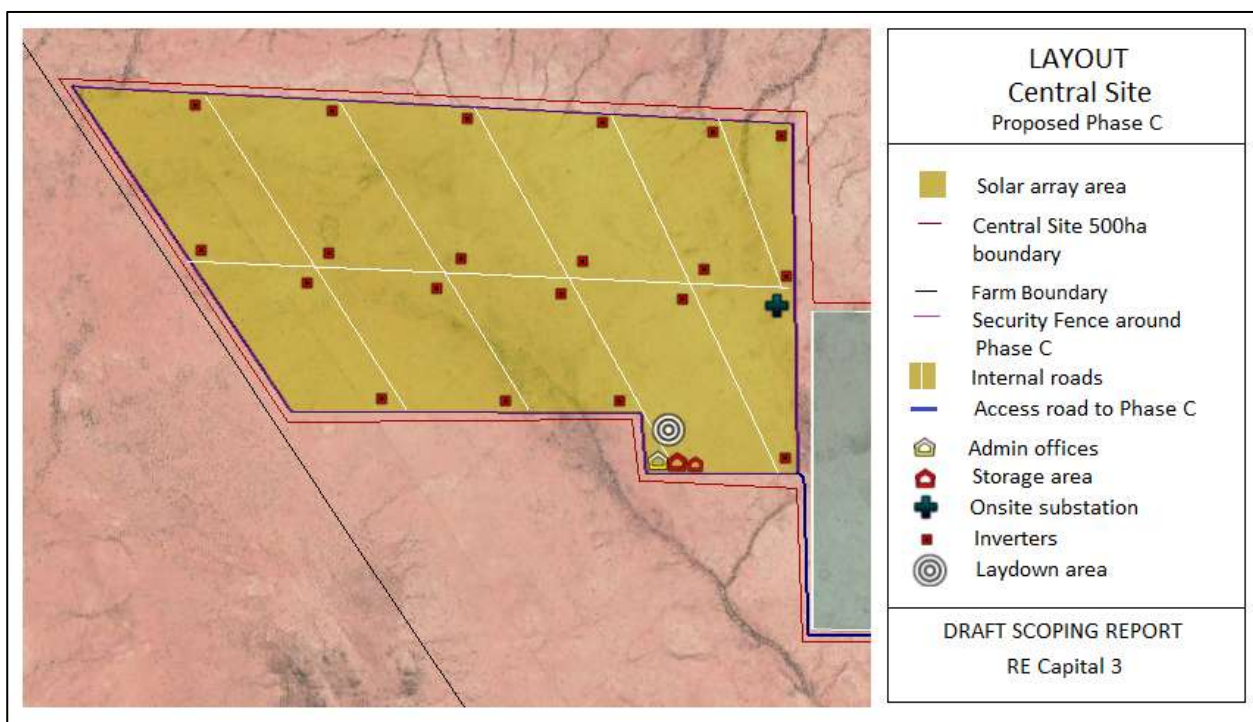 LAYOUT
Central Site
Proposed Phase C
Solar array area
Central Site 500ha
boundary
Farm Boundary
Security Fence around
Phase C
Internal roads
Access road to Phase C
Admin offices
Storage area
Onsite substation
Inverters
Laydown area
DRAFT SCOPING REPORT
RE Capital 3